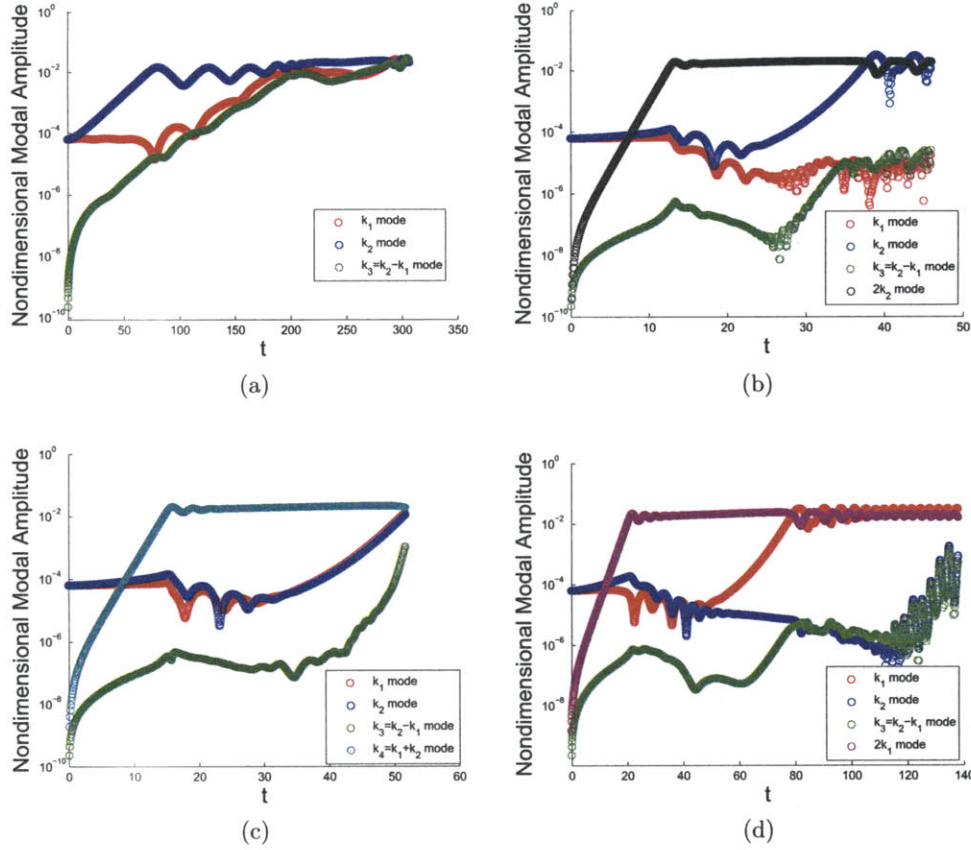 Nondimensional Modal Amplitude
10^0
10^-2
10^-4
10^-6
10^-8
10^-10
k₁ mode
k₂ mode
k₃=k₂−k₁ mode
0 50 100 150 200 250 300 350
t
(a)
Nondimensional Modal Amplitude
10^0
10^-2
10^-4
10^-6
10^-8
10^-10
k₁ mode
k₂ mode
k₃=k₂−k₁ mode
2k₂ mode
0 10 20 30 40 50
t
(b)
Nondimensional Modal Amplitude
10^0
10^-2
10^-4
10^-6
10^-8
10^-10
k₁ mode
k₂ mode
k₃=k₂−k₁ mode
k₄=k₁+k₂ mode
0 10 20 30 40 50 60
t
(c)
Nondimensional Modal Amplitude
10^0
10^-2
10^-4
10^-6
10^-8
10^-10
k₁ mode
k₂ mode
k₃=k₂−k₁ mode
2k₁ mode
0 20 40 60 80 100 120 140
t
(d)